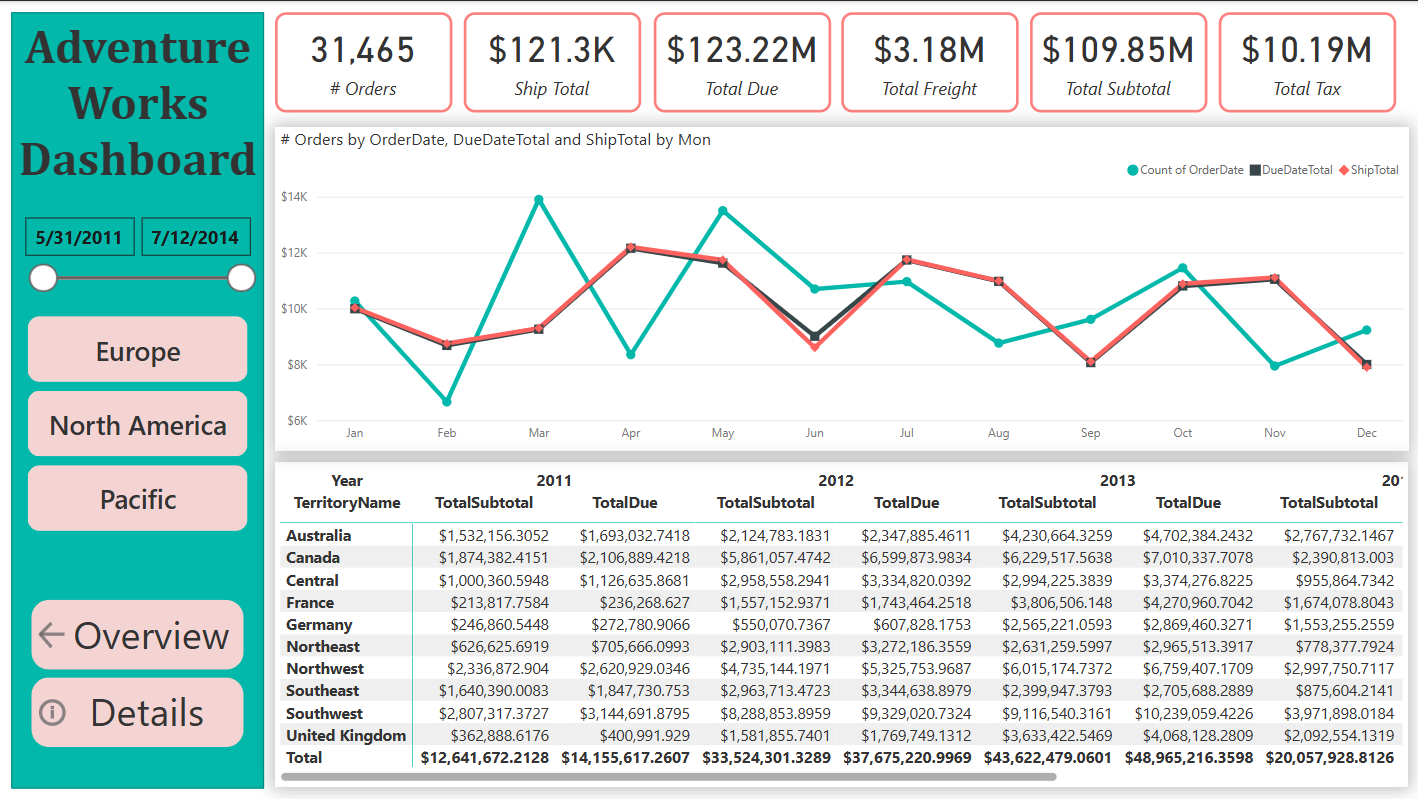 Adventure
Works
Dashboard
5/31/2011 7/12/2014
Europe
North America
Pacific
Overview
Details
31,465
# Orders
$121.3K
Ship Total
$123.22M
Total Due
$3.18M
Total Freight
$109.85M
Total Subtotal
$10.19M
Total Tax
# Orders by OrderDate, DueDateTotal and ShipTotal by Mon
Count of OrderDate DueDateTotal ShipTotal
$14K
$12K
$10K
$8K
$6K
Jan Feb Mar Apr May Jun Jul Aug Sep Oct Nov Dec
Year 2011 2012 2013
TerritoryName TotalSubtotal TotalDue TotalSubtotal TotalDue TotalSubtotal TotalDue TotalSubtotal
Australia $1,532,156.3052 $1,693,032.7418 $2,124,783.1831 $2,347,885.4611 $4,230,664.3259 $4,702,384.2432 $2,767,732.1467
Canada $1,874,382.4151 $2,106,889.4218 $5,861,057.4742 $6,599,873.9834 $6,229,517.5638 $7,010,337.7078 $2,390,813.003
Central $1,000,360.5948 $1,126,635.8681 $2,958,558.2941 $3,334,820.0392 $2,994,225.3839 $3,374,276.8225 $955,864.7342
France $213,817.7584 $236,268.627 $1,557,152.9371 $1,743,464.2518 $3,806,506.148 $4,270,960.7042 $1,674,078.8043
Germany $246,860.5448 $272,780.9066 $550,070.7367 $607,828.1753 $2,565,221.0593 $2,869,460.3271 $1,553,255.2559
Northeast $626,625.6919 $705,666.0993 $2,903,111.3983 $3,272,186.3559 $2,631,259.5997 $2,965,513.3917 $778,377.7924
Northwest $2,336,872.904 $2,620,929.0346 $4,735,144.1971 $5,325,753.9687 $6,015,174.7372 $6,759,407.1709 $2,997,750.7117
Southeast $1,640,390.0083 $1,847,730.753 $2,963,713.4723 $3,344,638.8979 $2,399,947.3793 $2,705,688.2889 $875,604.2141
Southwest $2,807,317.3727 $3,144,691.8795 $8,288,853.8959 $9,329,020.7324 $9,116,540.3161 $10,239,059.4226 $3,971,898.0184
United Kingdom $362,888.6176 $400,991.929 $1,581,855.7401 $1,769,749.1312 $3,633,422.5469 $4,068,128.2809 $2,092,554.1319
Total $12,641,672.2128 $14,155,617.2607 $33,524,301.3289 $37,675,220.9969 $43,622,479.0601 $48,965,216.3598 $20,057,928.8126